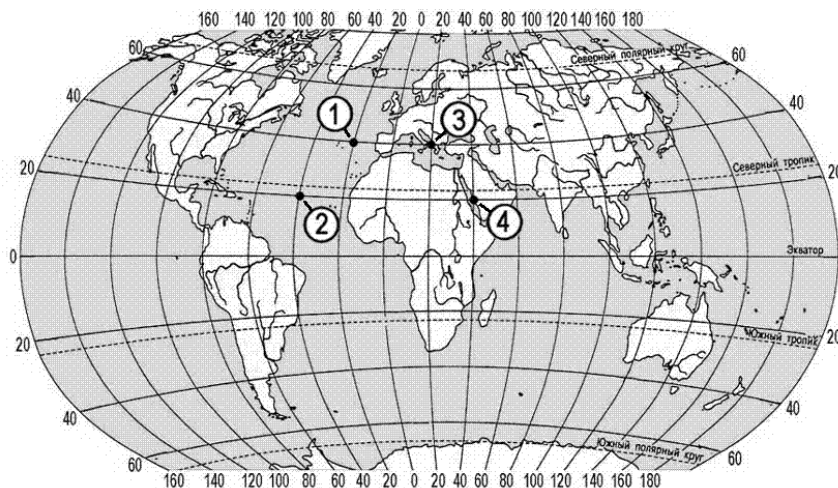 160 140 120 100 80 60 40 20 0 20 40 60 80 100 120 140 160 180
60 Северный полярный круг 60
40 40
1 3
20 Северный тропик 20
2 4
0 Экватор
20 Южный тропик 20
40 40
60 Южный полярный круг 60
160 140 120 100 80 60 40 20 0 20 40 60 80 100 120 140 160 180